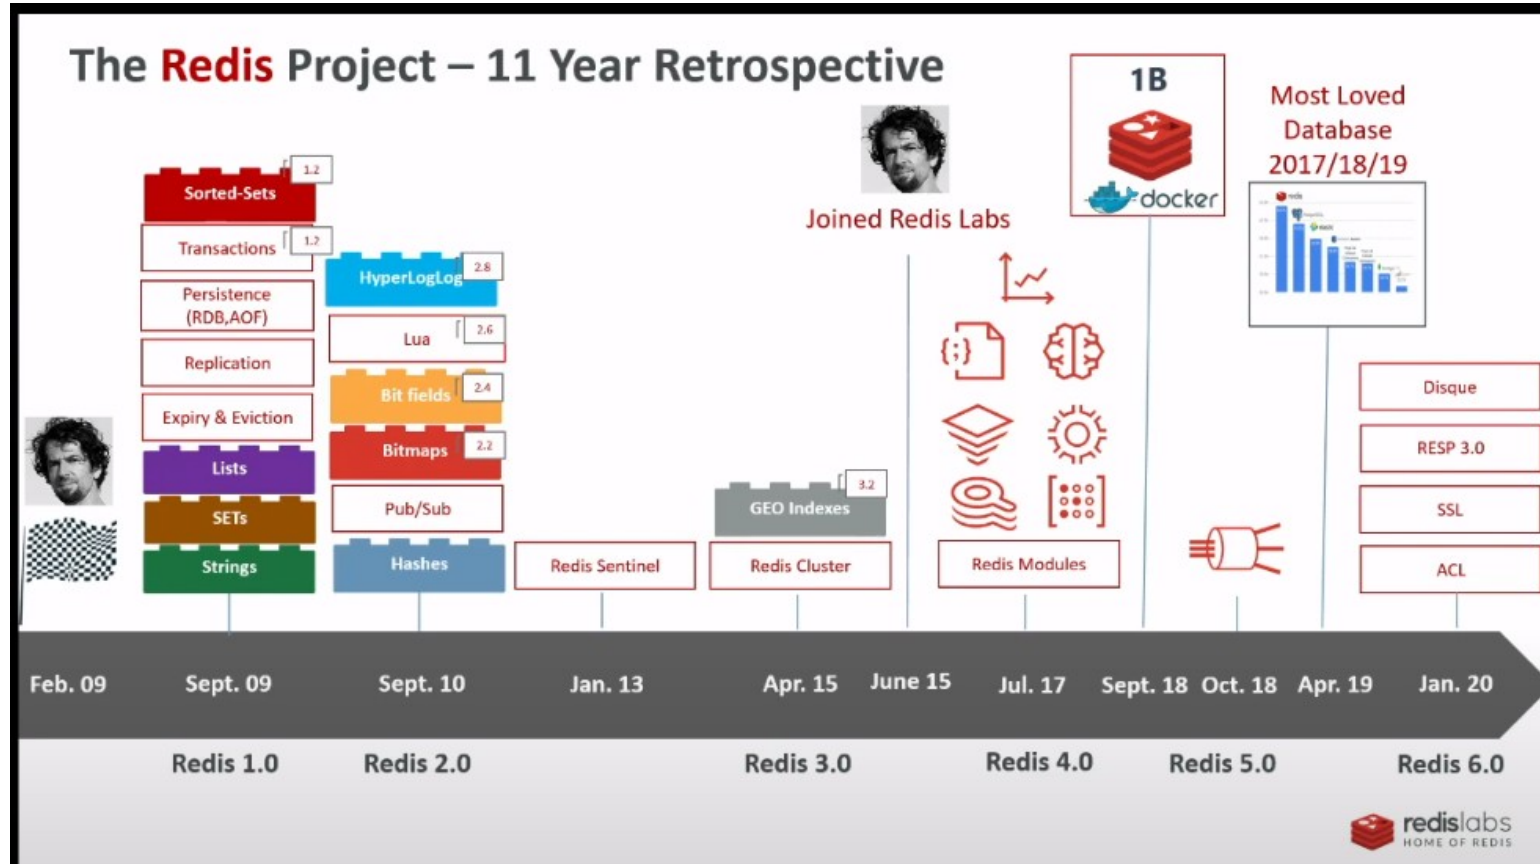 The Redis Project – 11 Year Retrospective
1B
docker
Most Loved
Database
2017/18/19
redis
Joined Redis Labs
Sorted-Sets
1.2
Transactions
1.2
Persistence
(RDB,AOF)
Replication
Expiry & Eviction
Lists
SETs
Strings
HyperLogLog
2.8
Lua
2.6
Bit fields
2.4
Bitmaps
2.2
Pub/Sub
Hashes
Redis Sentinel
GEO Indexes
3.2
Redis Cluster
{;}
Redis Modules
Disque
RESP 3.0
SSL
ACL
Feb. 09
Sept. 09
Sept. 10
Jan. 13
Apr. 15
June 15
Jul. 17
Sept. 18
Oct. 18
Apr. 19
Jan. 20
Redis 1.0
Redis 2.0
Redis 3.0
Redis 4.0
Redis 5.0
Redis 6.0
redislabs
HOME OF REDIS